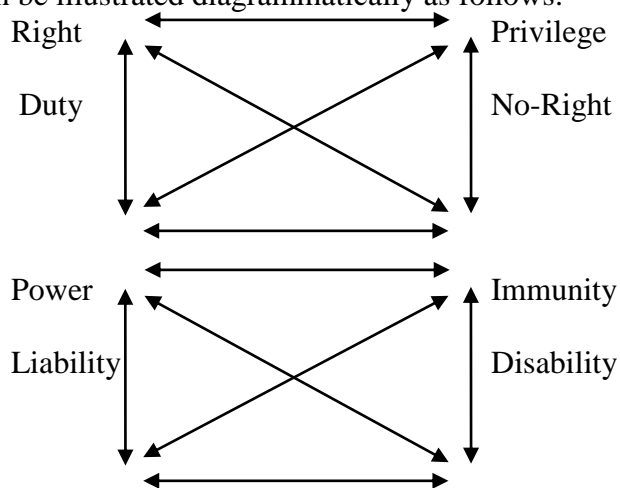 be illustrated diagrammatically as follows:
Right Privilege
Duty No-Right
Power Immunity
Liability Disability